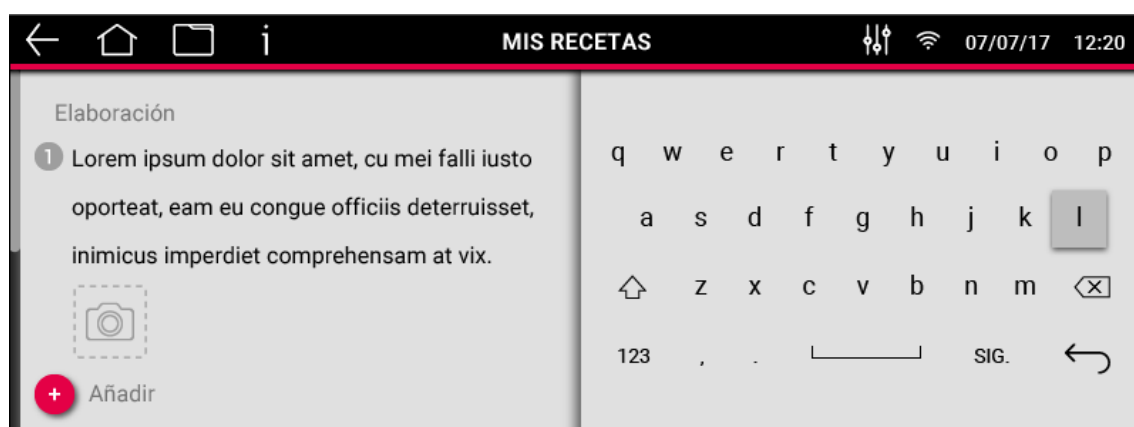 i MIS RECETAS 07/07/17 12:20
Elaboración
1 Lorem ipsum dolor sit amet, cu mei falli iusto
oporteat, eam eu congue officiis deterruisset,
inimicus imperdiet comprehensam at vix.
+ Añadir
q w e r t y u i o p
a s d f g h j k l
z x c v b n m
123 , . SIG.